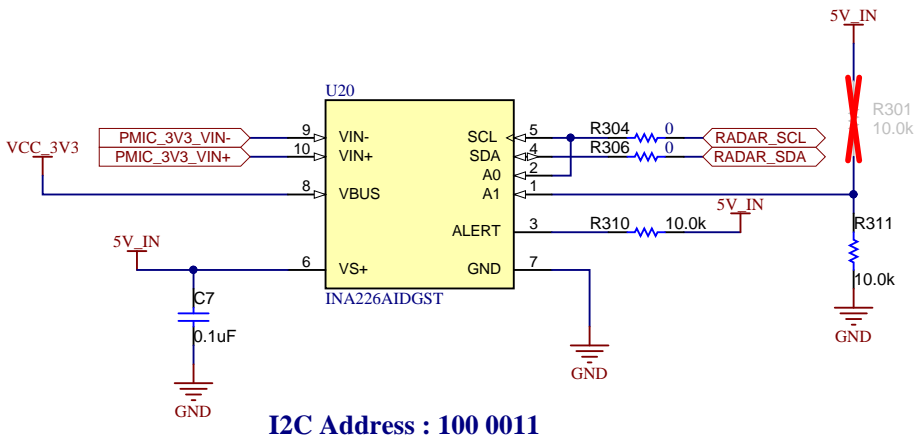 5V_IN
U20
R301
10.0k
PMIC_3V3_VIN- 9 VIN- SCL 5 R304 0 RADAR_SCL
VCC_3V3 PMIC_3V3_VIN+ 10 VIN+ SDA 4 R306 0 RADAR_SDA
A0 2
8 VBUS A1 1
5V_IN
ALERT 3 R310 10.0k R311
5V_IN
6 VS+ GND 7 10.0k
INA226AIDGST
C7
0.1uF
GND
GND
GND
I2C Address : 100 0011